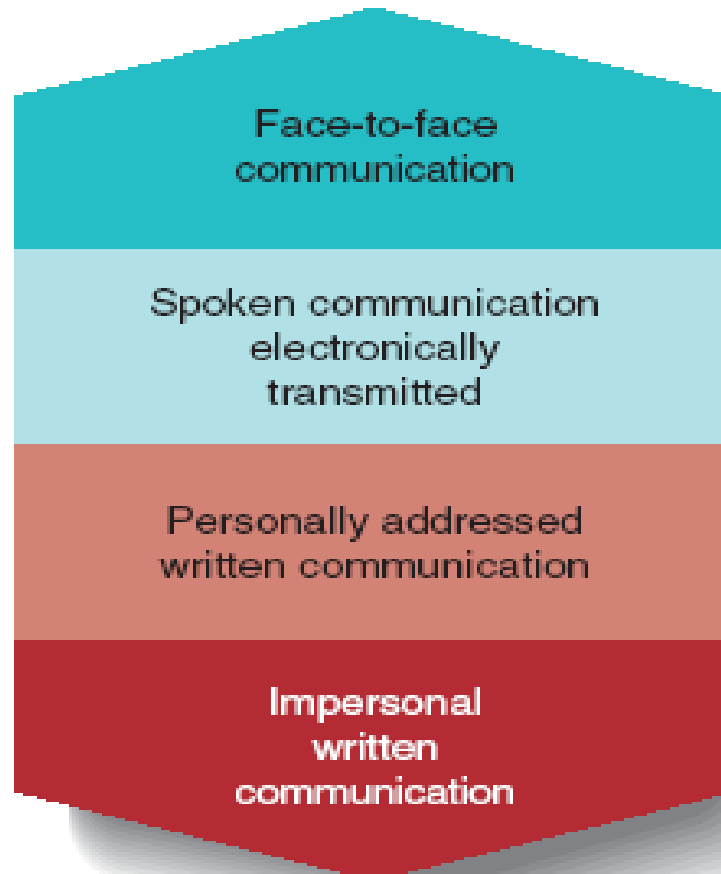 Face-to-face
communication
Spoken communication
electronically
transmitted
Personally addressed
written communication
Impersonal
written
communication